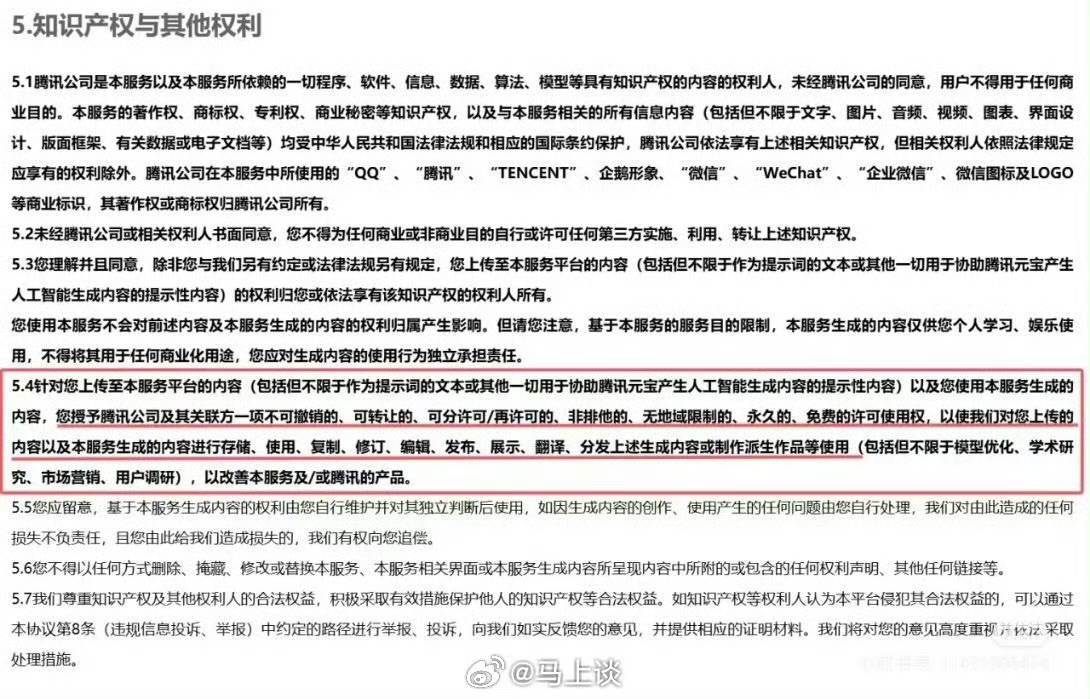 5.知识产权与其他权利
5.1腾讯公司是本服务以及本服务所依赖的一切程序、软件、信息、数据、算法、模型等具有知识产权的内容的权利人，未经腾讯公司的同意，用户不得用于任何商
业目的。本服务的著作权、商标权、专利权、商业秘密等知识产权，以及与本服务相关的所有信息内容（包括但不限于文字、图片、音频、视频、图表、界面设
计、版面框架、有关数据或电子文档等）均受中华人民共和国法律法规和相应的国际条约保护，腾讯公司依法享有上述相关知识产权，但相关权利人依照法律规定
应享有的权利除外。腾讯公司在本服务中所使用的“QQ”、“腾讯”、“TENCENT”、企鹅形象、“微信”、“WeChat”、“企业微信”、微信图标及LOGO
等商业标识，其著作权或商标权归腾讯公司所有。
5.2未经腾讯公司或相关权利人书面同意，您不得为任何商业或非商业目的自行或许可任何第三方实施、利用、转让上述知识产权。
5.3您理解并且同意，除非您与我们另有约定或法律法规另有规定，您上传至本服务平台的内容（包括但不限于作为提示词的文本或其他一切用于协助腾讯元宝产生
人工智能生成内容的提示性内容）的权利归您或依法享有该知识产权的权利人所有。
您使用本服务不会对前述内容及本服务生成的内容的权利归属产生影响。但请您注意，基于本服务的服务目的限制，本服务生成的内容仅供您个人学习、娱乐使
用，不得将其用于任何商业化用途，您应对生成内容的使用行为独立承担责任。
5.4针对您上传至本服务平台的内容（包括但不限于作为提示词的文本或其他一切用于协助腾讯元宝产生人工智能生成内容的提示性内容）以及您使用本服务生成的
内容，您授予腾讯公司及其关联方一项不可撤销的、可转让的、可分许可/再许可的、非排他的、无地域限制的、永久的、免费的许可使用权，以使我们对您上传的
内容以及本服务生成的内容进行存储、使用、复制、修订、编辑、发布、展示、翻译、分发上述生成内容或制作派生作品等使用（包括但不限于模型优化、学术研
究、市场营销、用户调研），以改善本服务及/或腾讯的产品。
5.5您应留意，基于本服务生成内容的权利由您自行维护并对其独立判断后使用，如因生成内容的创作、使用产生的任何问题由您自行处理，我们对由此造成的任何
损失不负责任，且您由此给我们造成损失的，我们有权向您追偿。
5.6您不得以任何方式删除、掩藏、修改或替换本服务、本服务相关界面或本服务生成内容所呈现内容中所附的或包含的任何权利声明、其他任何链接等。
5.7我们尊重知识产权及其他权利人的合法权益，积极采取有效措施保护他人的知识产权等合法权益。如知识产权等权利人认为本平台侵犯其合法权益的，可以通过
本协议第8条（违规信息投诉、举报）中约定的路径进行举报、投诉，向我们如实反馈您的意见，并提供相应的证明材料。我们将对您的意见高度重视并依法采取
处理措施。
@马上谈